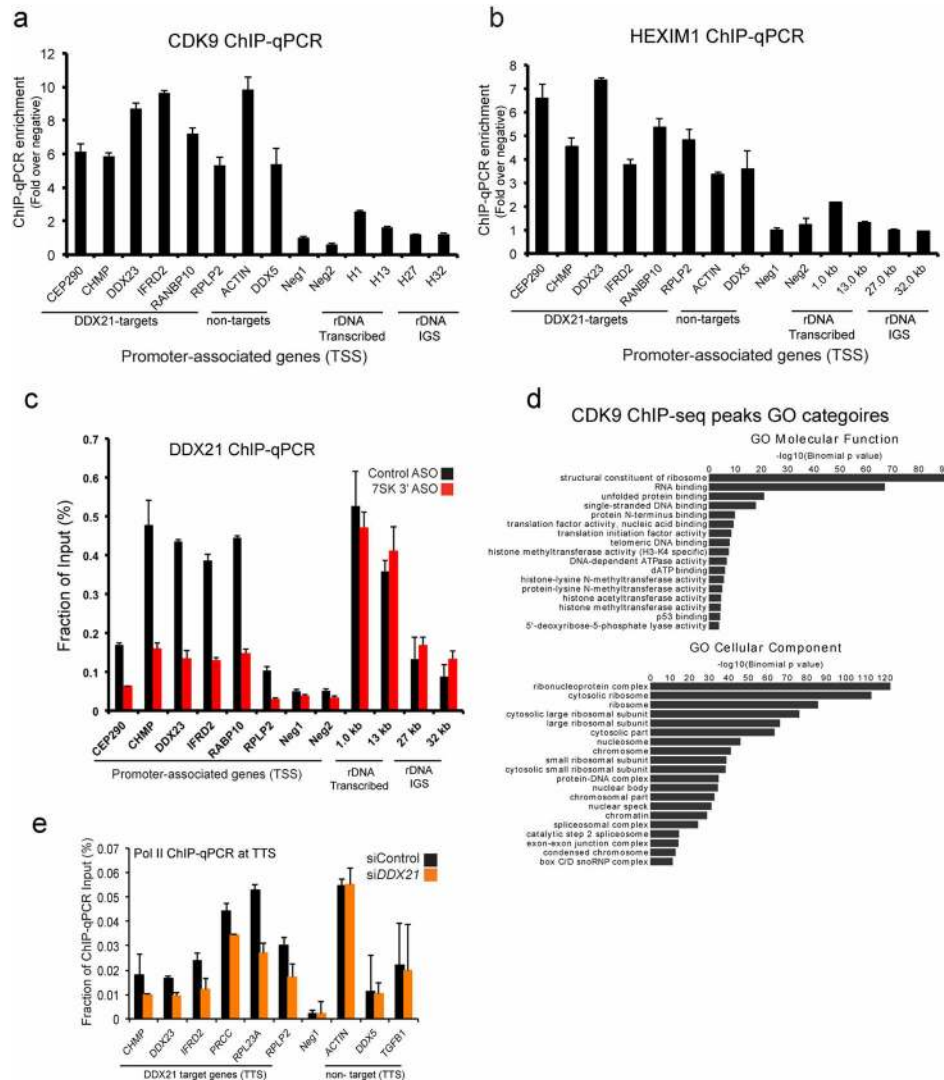 a
CDK9 ChIP-qPCR
ChIP-qPCR enrichment
(Fold over negative)
12
10
8
6
4
2
0
CEP290
CHMP
DDX23
IFRD2
RANBP10
RPLP2
ACTIN
DDX5
Neg1
Neg2
H1
H13
H27
H32
DDX21-targets
non-targets
rDNA
Transcribed
rDNA
IGS
Promoter-associated genes (TSS)
b
HEXIM1 ChIP-qPCR
ChIP-qPCR enrichment
(Fold over negative)
8
7
6
5
4
3
2
1
0
CEP290
CHMP
DDX23
IFRD2
RANBP10
RPLP2
ACTIN
DDX5
Neg1
Neg2
1.0 kb
13.0 kb
27.0 kb
32.0 kb
DDX21-targets
non-targets
rDNA
Transcribed
rDNA
IGS
Promoter-associated genes (TSS)
c
DDX21 ChIP-qPCR
Control ASO
7SK 3' ASO
Fraction of Input (%)
0.7
0.6
0.5
0.4
0.3
0.2
0.1
0
CEP290
CHMP
DDX23
IFRD2
RABP10
RPLP2
Neg1
Neg2
1.0 kb
13 kb
27 kb
32 kb
Promoter-associated genes (TSS)
rDNA
Transcribed
rDNA
IGS
d
CDK9 ChIP-seq peaks GO categoires
GO Molecular Function
-log10(Binomial p value)
0 10 20 30 40 50 60 70 80 90
structural constituent of ribosome
RNA binding
unfolded protein binding
single-stranded DNA binding
protein N-terminus binding
translation factor activity, nucleic acid binding
translation initiation factor activity
telomeric DNA binding
histone methyltransferase activity (H3-K4 specific)
DNA-dependent ATPase activity
dATP binding
histone-lysine N-methyltransferase activity
protein-lysine N-methyltransferase activity
histone acetyltransferase activity
histone methyltransferase activity
p53 binding
5'-deoxyribose-5-phosphate lyase activity
GO Cellular Component
-log10(Binomial p value)
0 10 20 30 40 50 60 70 80 90 100 110 120
ribonucleoprotein complex
cytosolic ribosome
ribosome
cytosolic large ribosomal subunit
large ribosomal subunit
cytosolic part
nucleosome
chromosome
small ribosomal subunit
cytosolic small ribosomal subunit
protein-DNA complex
nuclear body
chromosomal part
nuclear speck
chromatin
spliceosomal complex
catalytic step 2 spliceosome
exon-exon junction complex
condensed chromosome
box C/D snoRNP complex
e
Pol II ChIP-qPCR at TTS
siControl
siDDX21
Fraction of ChIP-qPCR Input (%)
0.06
0.05
0.04
0.03
0.02
0.01
0
CHMP
DDX23
IFRD2
PRCC
RPL23A
RPLP2
Neg1
ACTIN
DDX5
TGFB1
DDX21 target genes (TTS)
non- target (TTS)